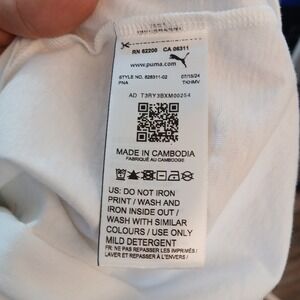 RN 62200 CA 06311
www.puma.com
STYLE NO. 628311-02 07/15/24
PNA TKHMV
AD T3RY3BXM00254
MADE IN CAMBODIA
FABRIQUÉ AU CAMBODGE
US: DO NOT IRON
PRINT / WASH AND
IRON INSIDE OUT /
WASH WITH SIMILAR
COLOURS / USE ONLY
MILD DETERGENT
FR: NE PAS REPASSER LES IMPRIMÉS /
LAVER ET REPASSER À L'ENVERS /